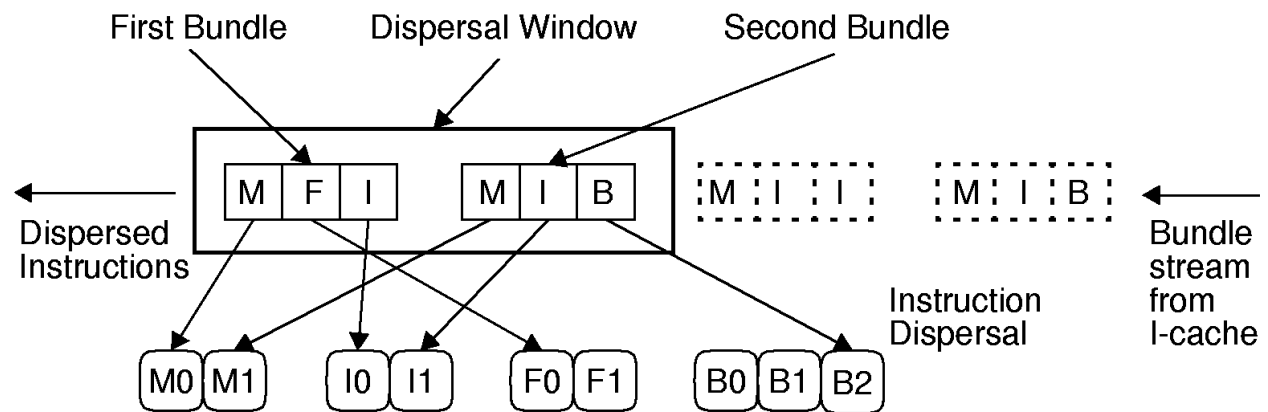 First Bundle Dispersal Window Second Bundle
M F I M I B M I I M I B
Dispersed
Instructions
Bundle
stream
from
I-cache
Instruction
Dispersal
M0 M1 I0 I1 F0 F1 B0 B1 B2